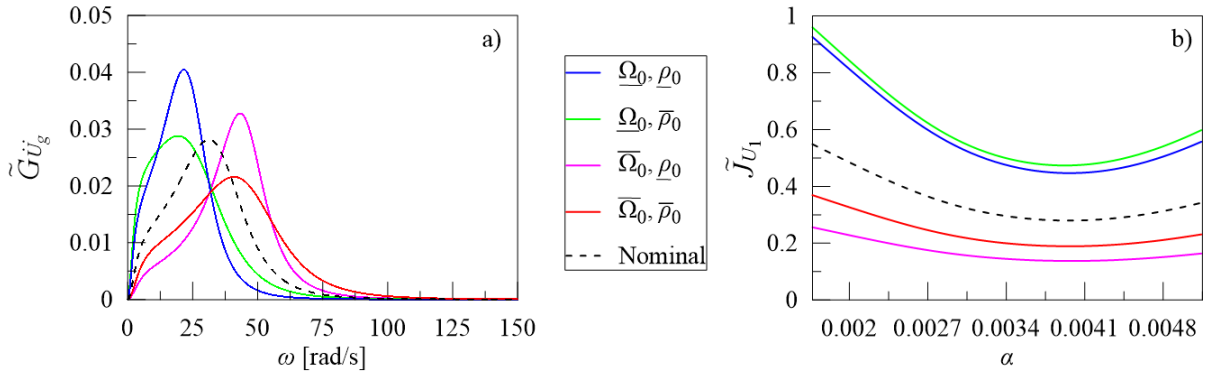 0.05
0.04
0.03
0.02
0.01
0
G̃Ü_g
a)
0 25 50 75 100 125 150
ω [rad/s]
Ω̲₀, ρ̲₀
Ω̲₀, ρ̅₀
Ω̅₀, ρ̲₀
Ω̅₀, ρ̅₀
Nominal
1
0.8
0.6
0.4
0.2
0
J̃_U₁
b)
0.002 0.0027 0.0034 0.0041 0.0048
α